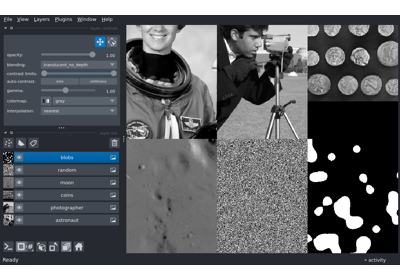 File View Layers Plugins Window Help
opacity: 1.00
blending: translucent_no_depth
contrast limits:
auto-contrast: once continuous
gamma: 1.00
colormap: gray
interpolation: nearest
blobs
random
moon
coins
photographer
astronaut
Ready activity